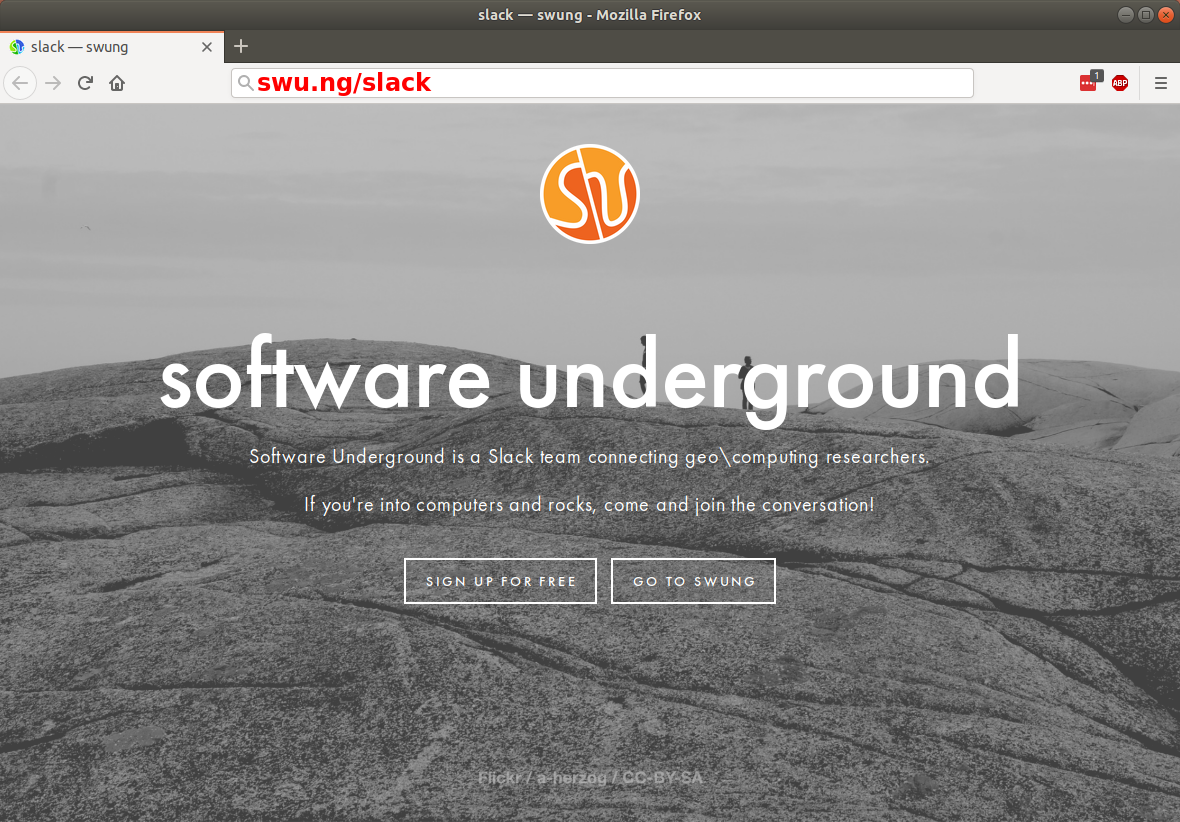 slack — swung - Mozilla Firefox
slack — swung
swu.ng/slack
1
ABP
SU
software underground
Software Underground is a Slack team connecting geo\computing researchers.
If you're into computers and rocks, come and join the conversation!
SIGN UP FOR FREE GO TO SWUNG
Flickr / a-herzog / CC-BY-SA